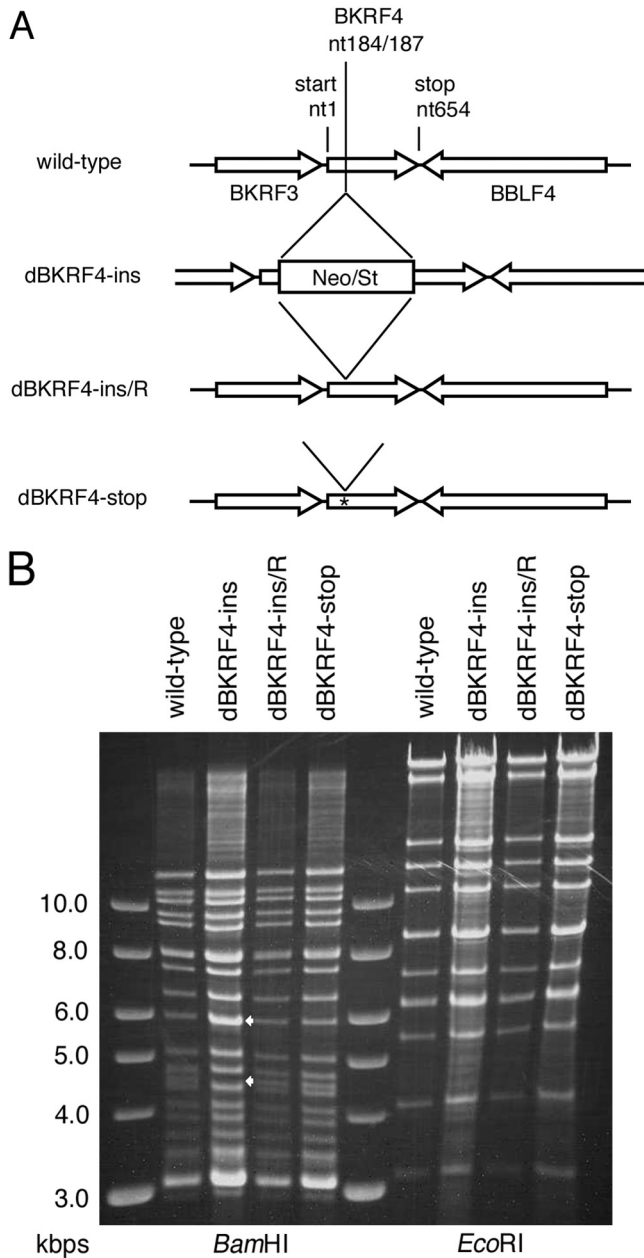 A
BKRF4
nt184/187
start
nt1
stop
nt654
wild-type
BKRF3
BBLF4
dBKRF4-ins
Neo/St
dBKRF4-ins/R
dBKRF4-stop
*
B
wild-type
dBKRF4-ins
dBKRF4-ins/R
dBKRF4-stop
wild-type
dBKRF4-ins
dBKRF4-ins/R
dBKRF4-stop
10.0
8.0
6.0
5.0
4.0
3.0
kbps
BamHI
EcoRI